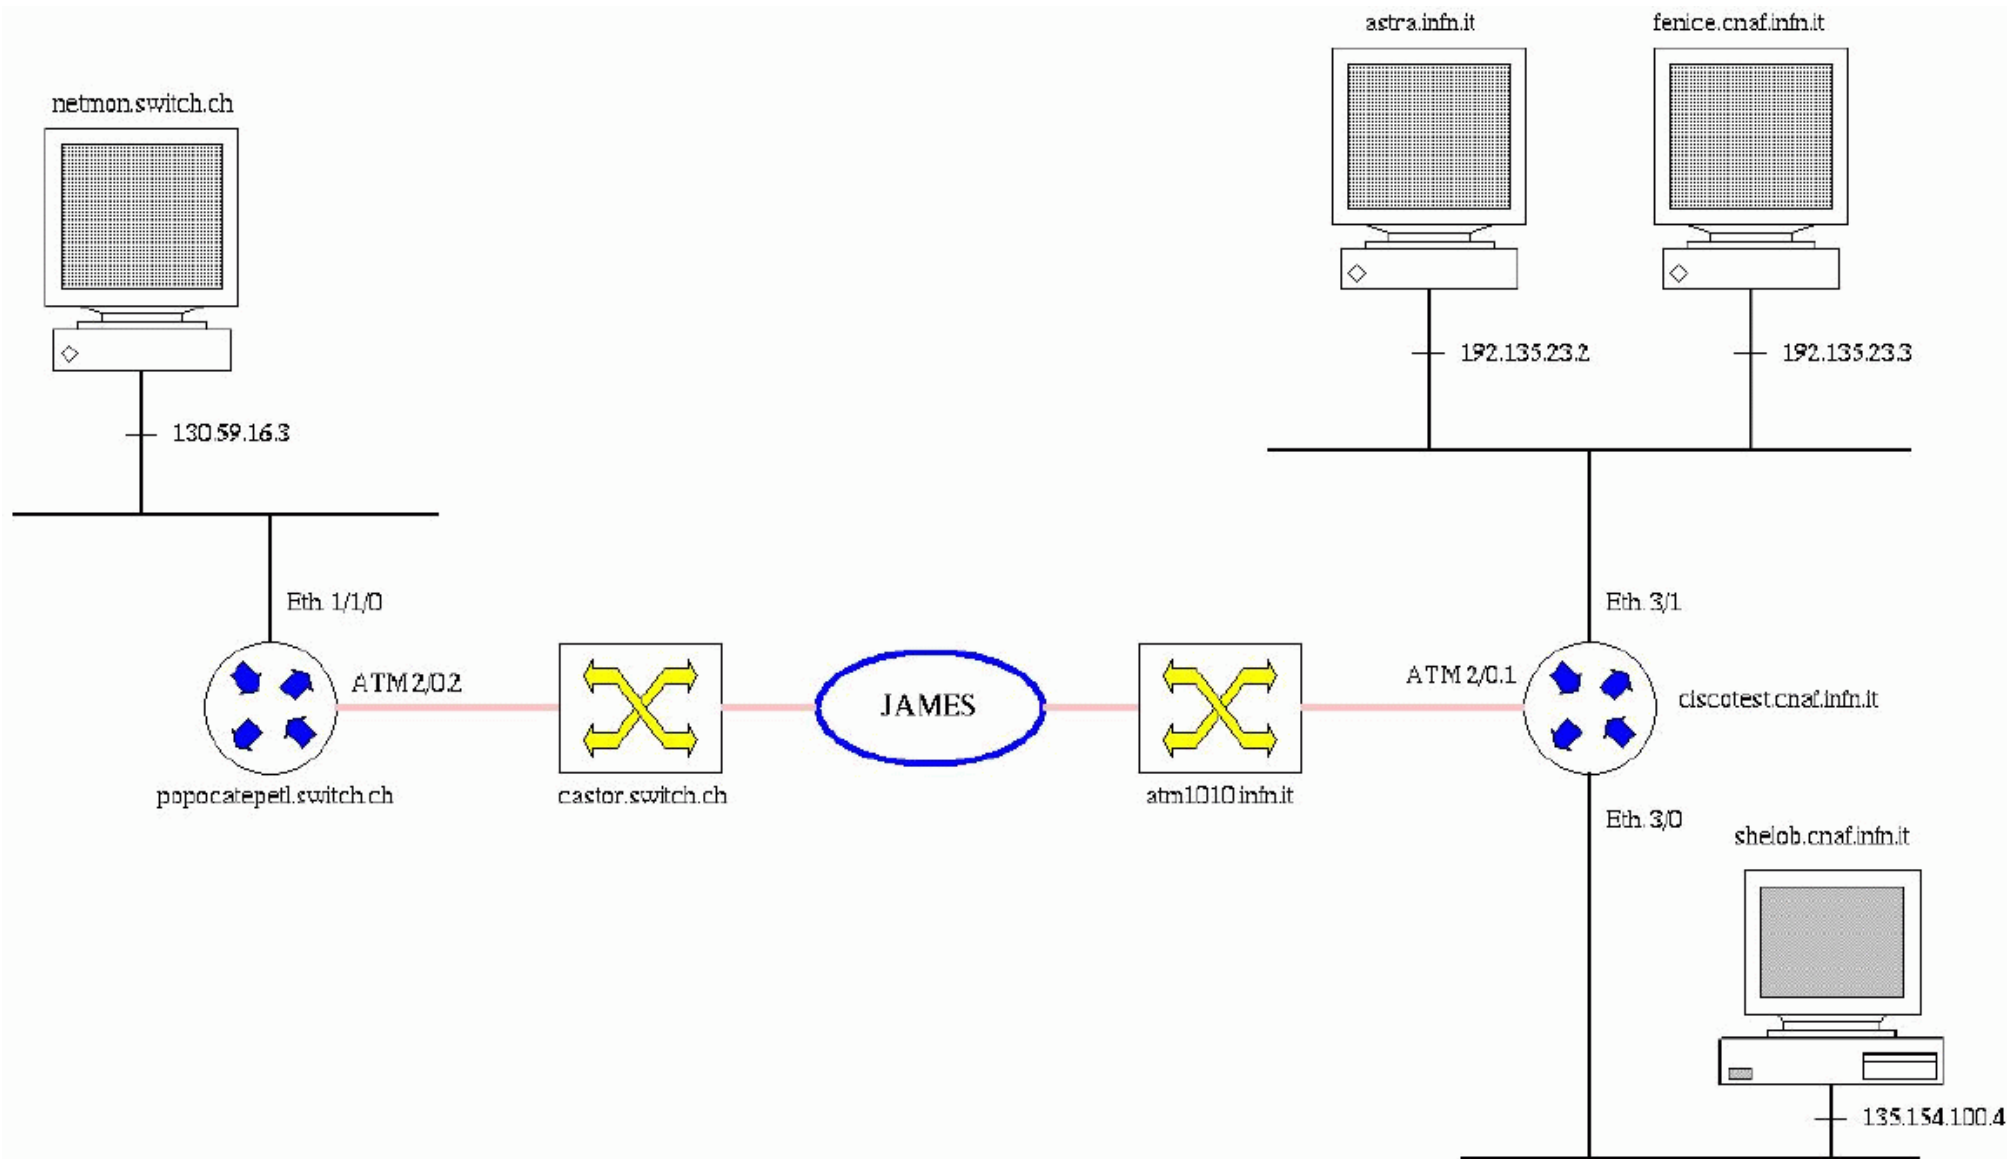 astra.infn.it
fenice.cnaf.infn.it
netmon.switch.ch
192.135.23.2
192.135.23.3
130.59.16.3
Eth. 1/1/0
Eth. 3/1
ATM 2/0.2
JAMES
ATM 2/0.1
ciscotest.cnaf.infn.it
popocatepetl.switch.ch
castor.switch.ch
atm1010.infn.it
Eth. 3/0
shelob.cnaf.infn.it
135.154.100.4